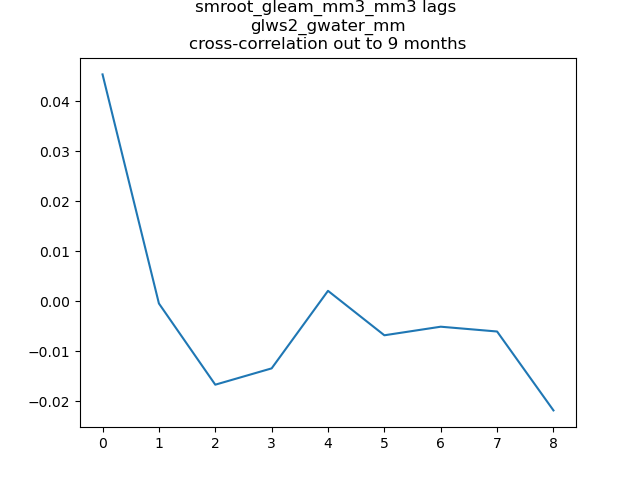 smroot_gleam_mm3_mm3 lags
glws2_gwater_mm
cross-correlation out to 9 months
0.04
0.03
0.02
0.01
0.00
−0.01
−0.02
0 1 2 3 4 5 6 7 8